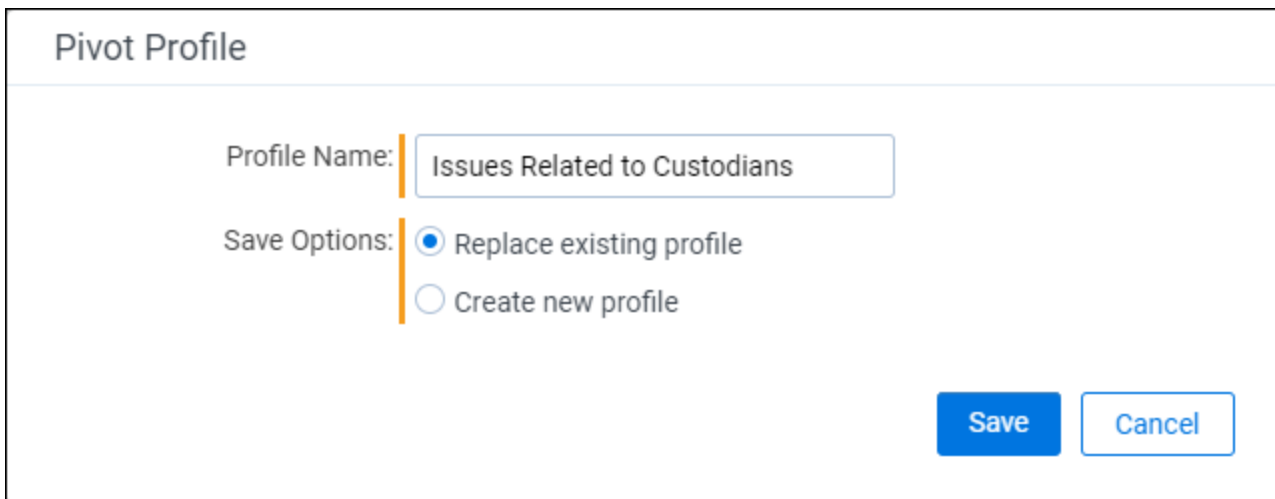 Pivot Profile
Profile Name:
Issues Related to Custodians
Save Options:
Replace existing profile
Create new profile
Save
Cancel